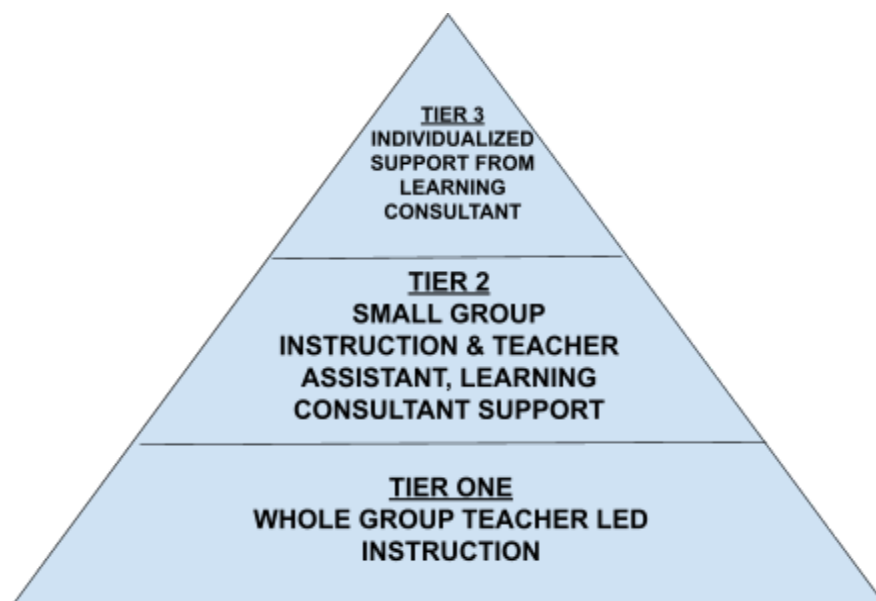 TIER 3
INDIVIDUALIZED
SUPPORT FROM
LEARNING
CONSULTANT
TIER 2
SMALL GROUP
INSTRUCTION & TEACHER
ASSISTANT, LEARNING
CONSULTANT SUPPORT
TIER ONE
WHOLE GROUP TEACHER LED
INSTRUCTION